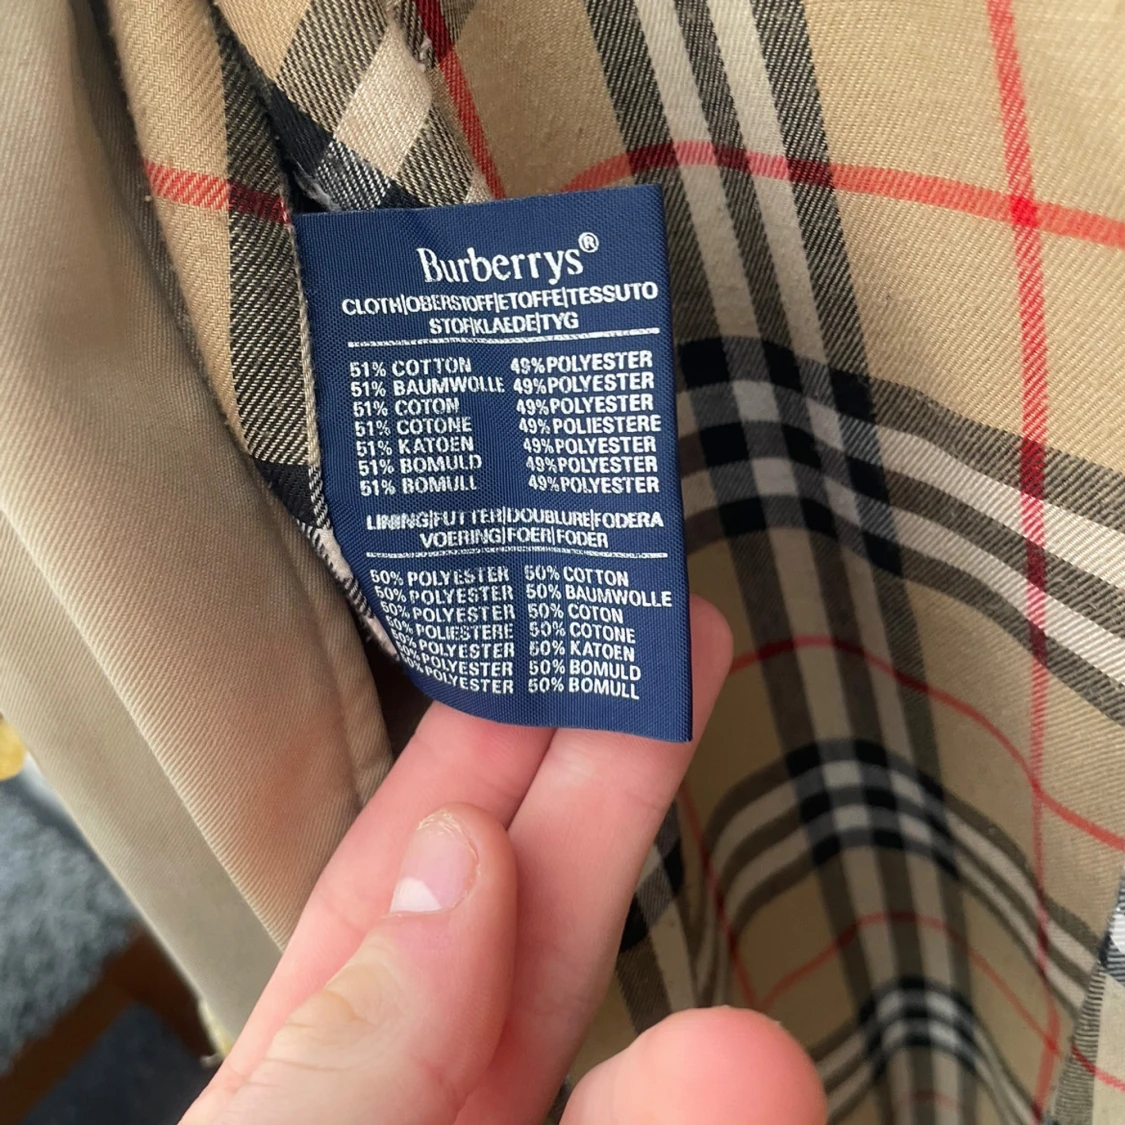 Burberrys®
CLOTH|OBERSTOFF|ETOFFE|TESSUTO
STOF|KLAEDE|TYG
51% COTTON 49%POLYESTER
51% BAUMWOLLE 49%POLYESTER
51% COTON 49%POLYESTER
51% COTONE 49%POLIESTERE
51% KATOEN 49%POLYESTER
51% BOMULD 49%POLYESTER
51% BOMULL 49%POLYESTER
LINING|FUTTER|DOUBLURE|FODERA
VOERING|FOER|FODER
50% POLYESTER 50% COTTON
50% POLYESTER 50% BAUMWOLLE
50% POLYESTER 50% COTON
50% POLIESTERE 50% COTONE
50% POLYESTER 50% KATOEN
50% POLYESTER 50% BOMULD
POLYESTER 50% BOMULL